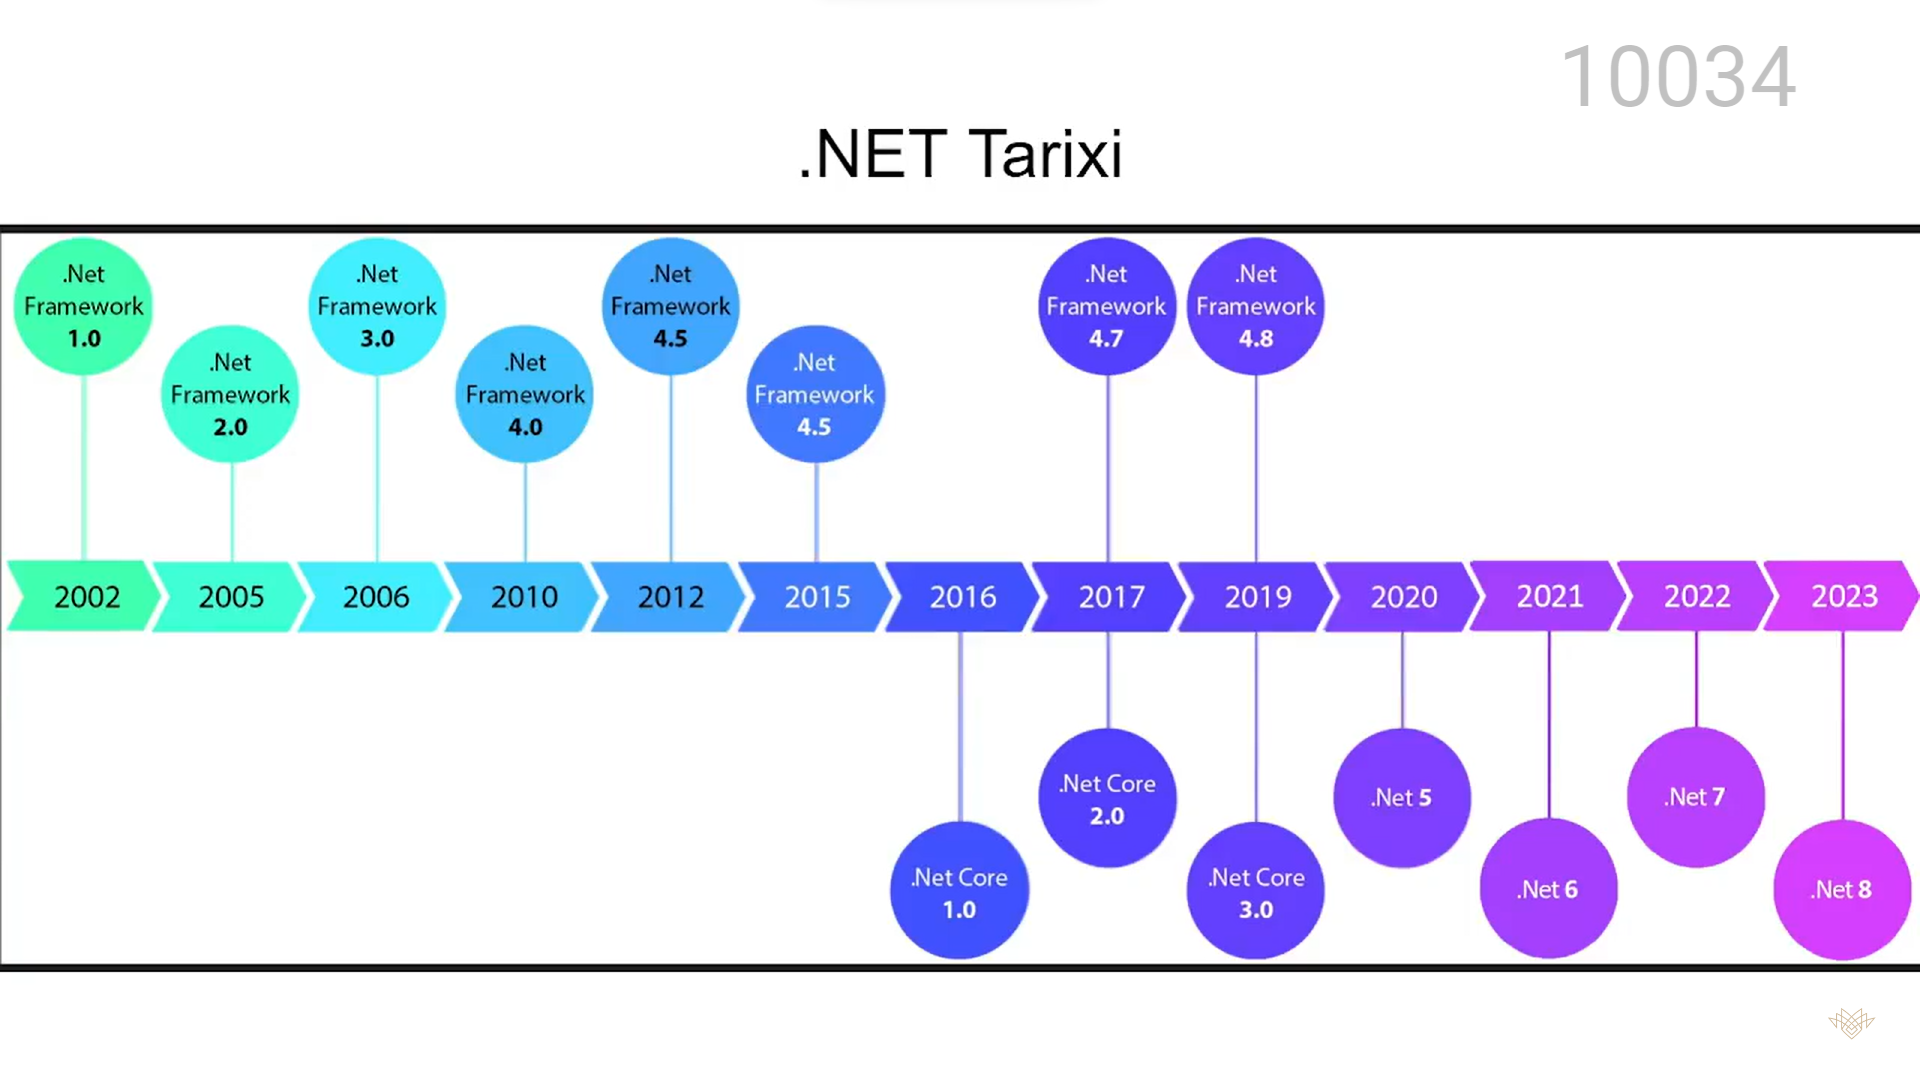 10034
.NET Tarixi
.Net
Framework
1.0
.Net
Framework
2.0
.Net
Framework
3.0
.Net
Framework
4.0
.Net
Framework
4.5
.Net
Framework
4.5
.Net
Framework
4.7
.Net
Framework
4.8
2002
2005
2006
2010
2012
2015
2016
2017
2019
2020
2021
2022
2023
.Net Core
1.0
.Net Core
2.0
.Net Core
3.0
.Net 5
.Net 6
.Net 7
.Net 8